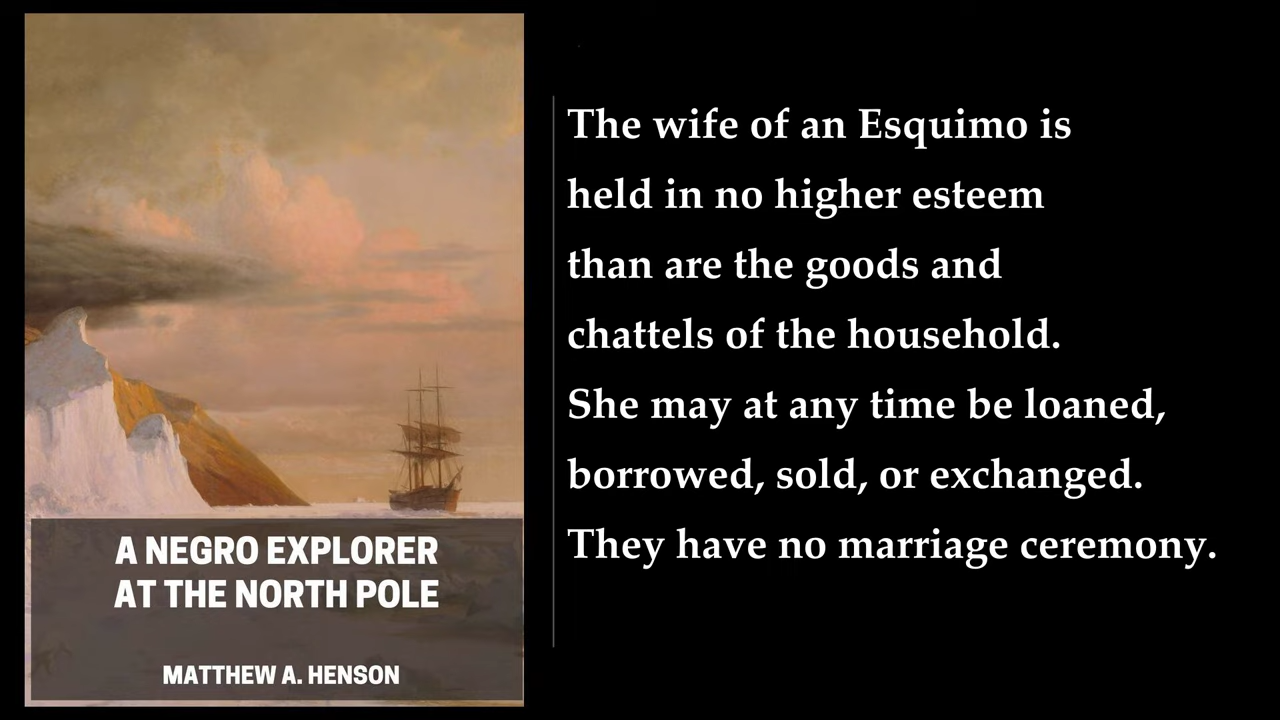 A NEGRO EXPLORER
AT THE NORTH POLE
MATTHEW A. HENSON
The wife of an Esquimo is
held in no higher esteem
than are the goods and
chattels of the household.
She may at any time be loaned,
borrowed, sold, or exchanged.
They have no marriage ceremony.